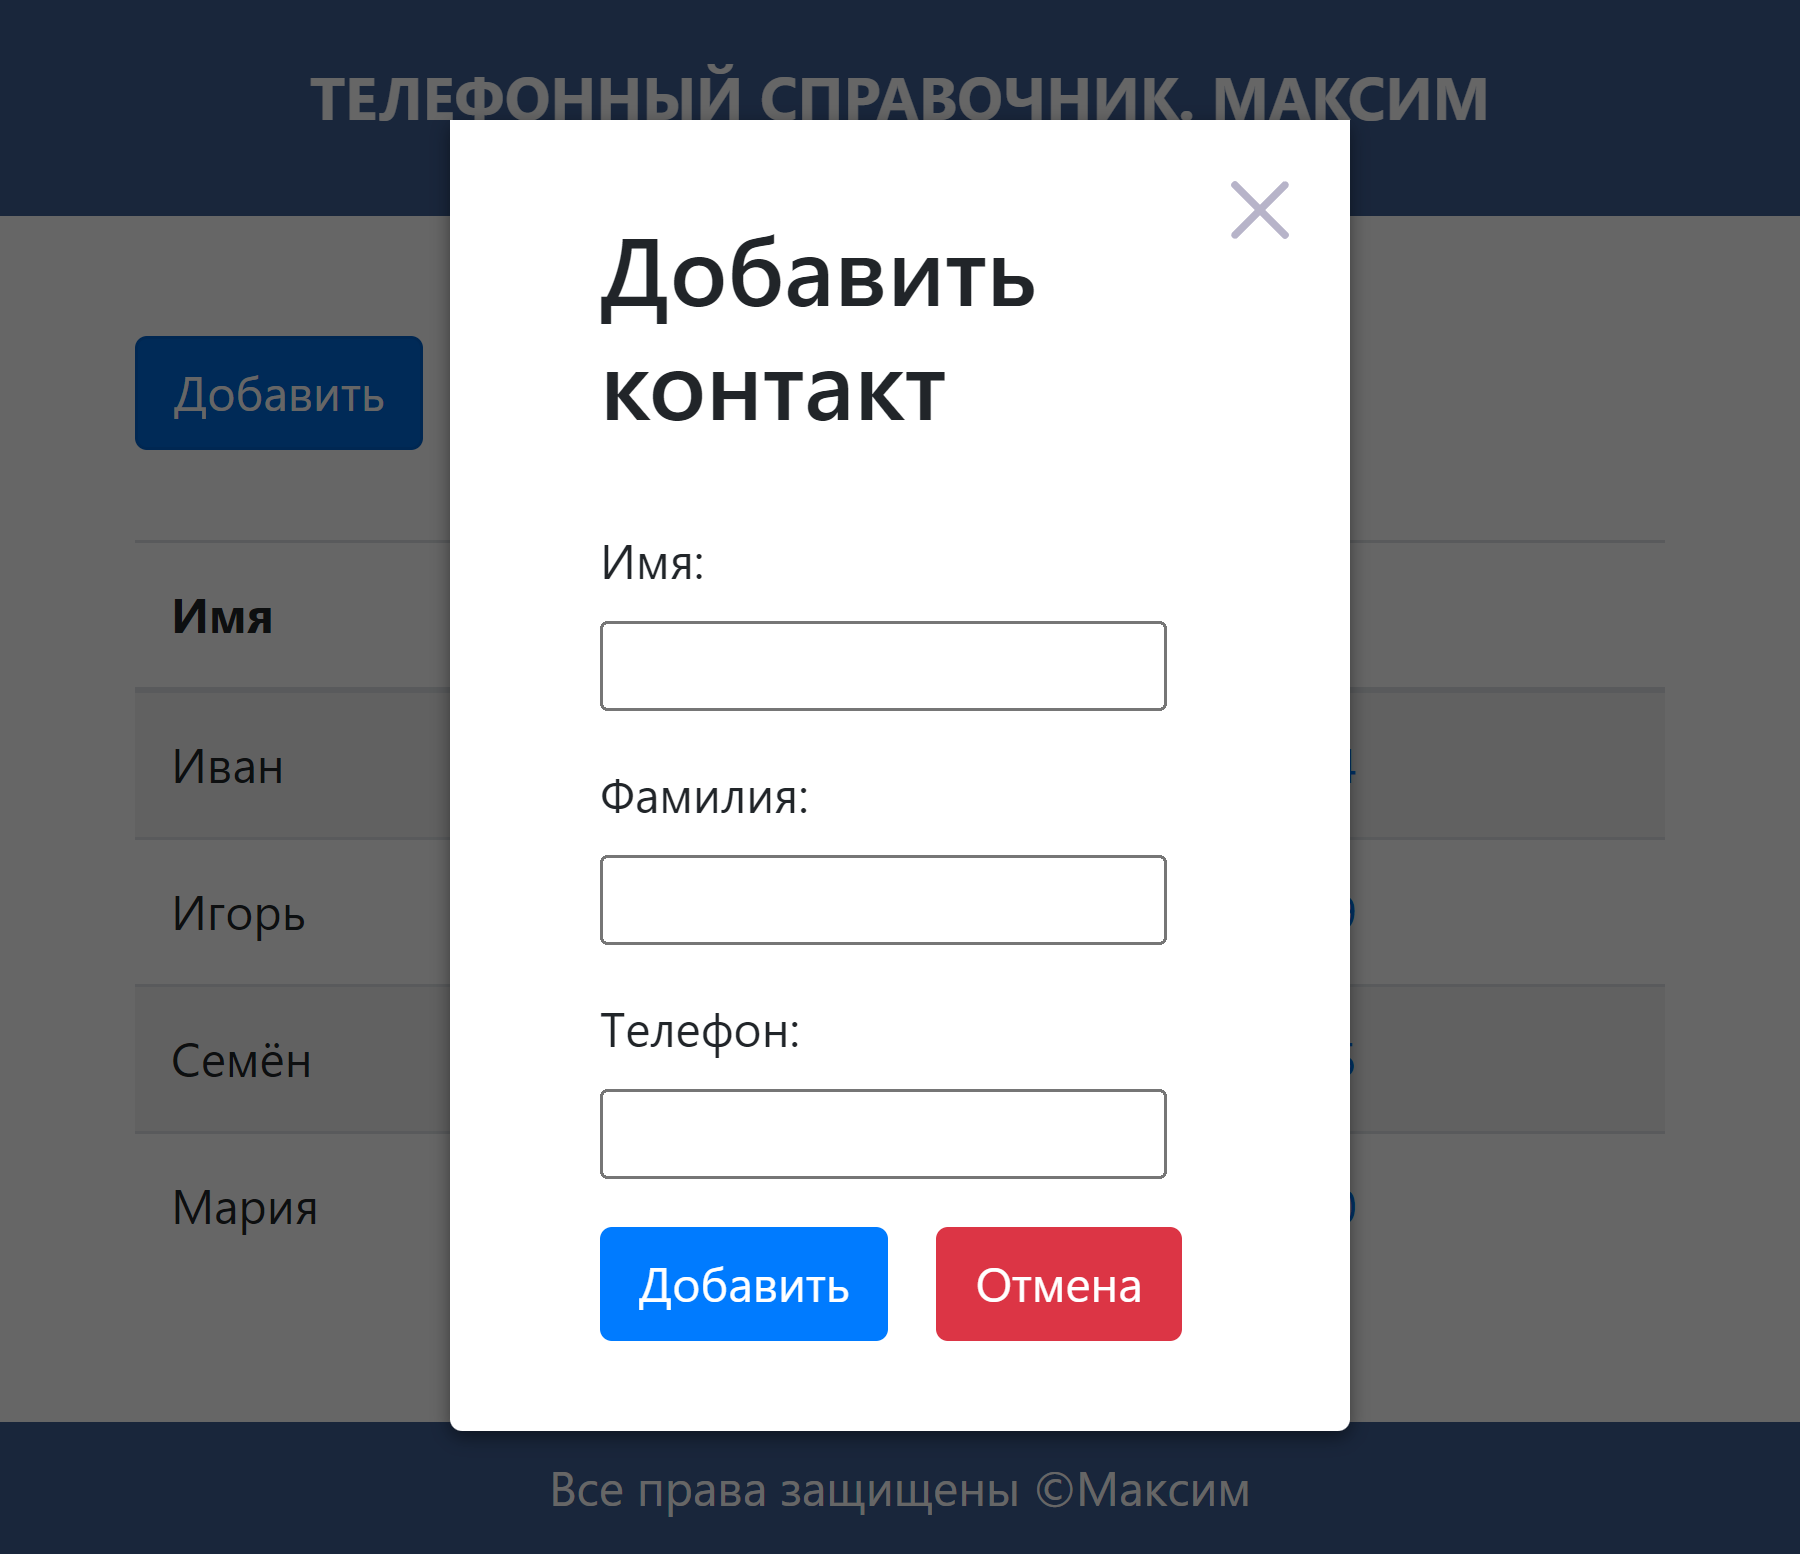 ТЕЛЕФОННЫЙ СПРАВОЧНИК. МАКСИМ
Добавить
контакт
Добавить
Имя:
Имя
Иван
Фамилия:
Игорь
Телефон:
Семён
Мария
Добавить
Отмена
Все права защищены ©Максим